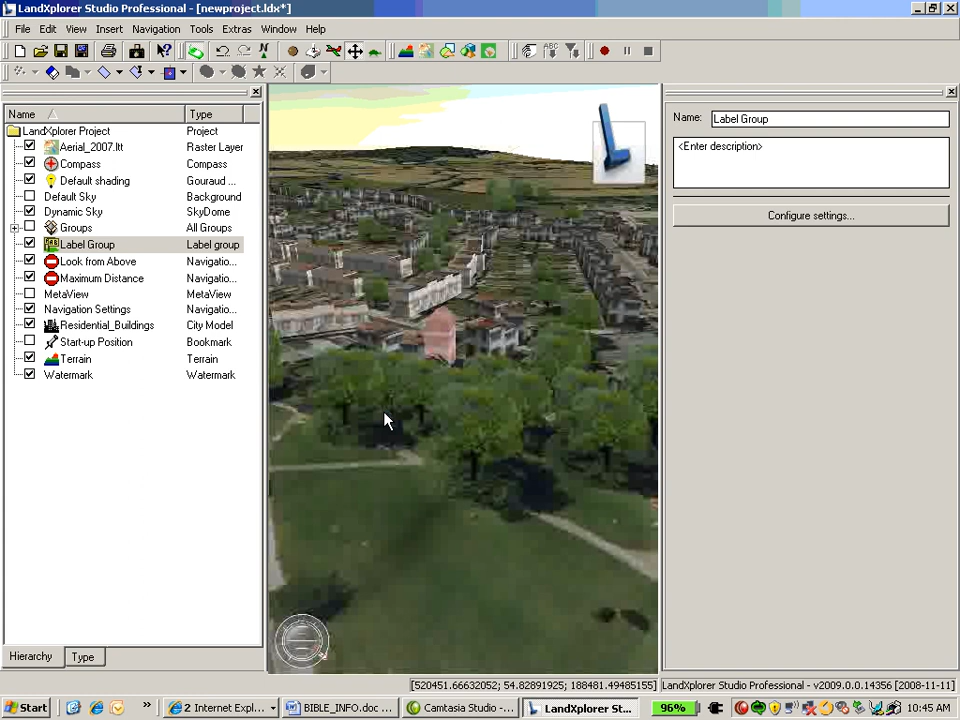 LandXplorer Studio Professional - [newproject.ldx*]
File Edit View Insert Navigation Tools Extras Window Help
ABC
Name Type
LandXplorer Project Project
Aerial_2007.ltt Raster Layer
Compass Compass
Default shading Gouraud ...
Default Sky Background
Dynamic Sky SkyDome
Groups All Groups
Label Group Label group
Look from Above Navigatio...
Maximum Distance Navigatio...
MetaView MetaView
Navigation Settings Navigatio...
Residential_Buildings City Model
Start-up Position Bookmark
Terrain Terrain
Watermark Watermark
Hierarchy Type
Name: Label Group
<Enter description>
Configure settings...
[520451.66632052; 54.82891925; 188481.49485155] LandXplorer Studio Professional - v2009.0.0.14356 [2008-11-11]
Start » 2 Internet Expl... BIBLE_INFO.doc ... Camtasia Studio - ... LandXplorer St... 96% 10:45 AM